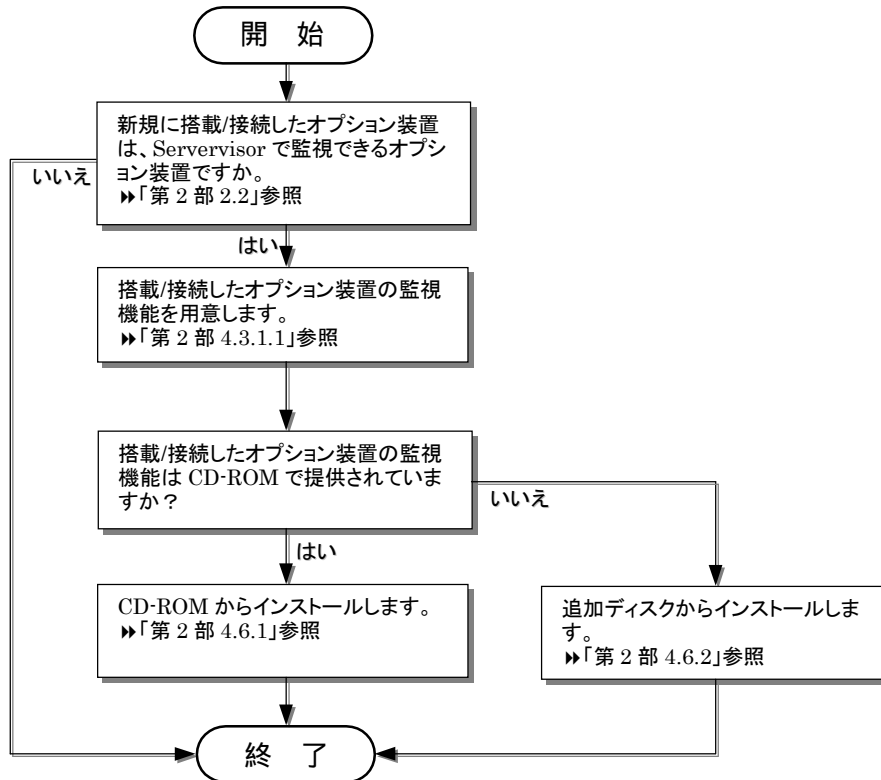 開　始
新規に搭載/接続したオプション装置
は、Servervisor で監視できるオプシ
ョン装置ですか。
▸▸「第 2 部 2.2」参照
いいえ
はい
搭載/接続したオプション装置の監視
機能を用意します。
▸▸「第 2 部 4.3.1.1」参照
搭載/接続したオプション装置の監視
機能は CD-ROM で提供されていま
すか？
いいえ
はい
CD-ROM からインストールします。
▸▸「第 2 部 4.6.1」参照
追加ディスクからインストールしま
す。
▸▸「第 2 部 4.6.2」参照
終　了